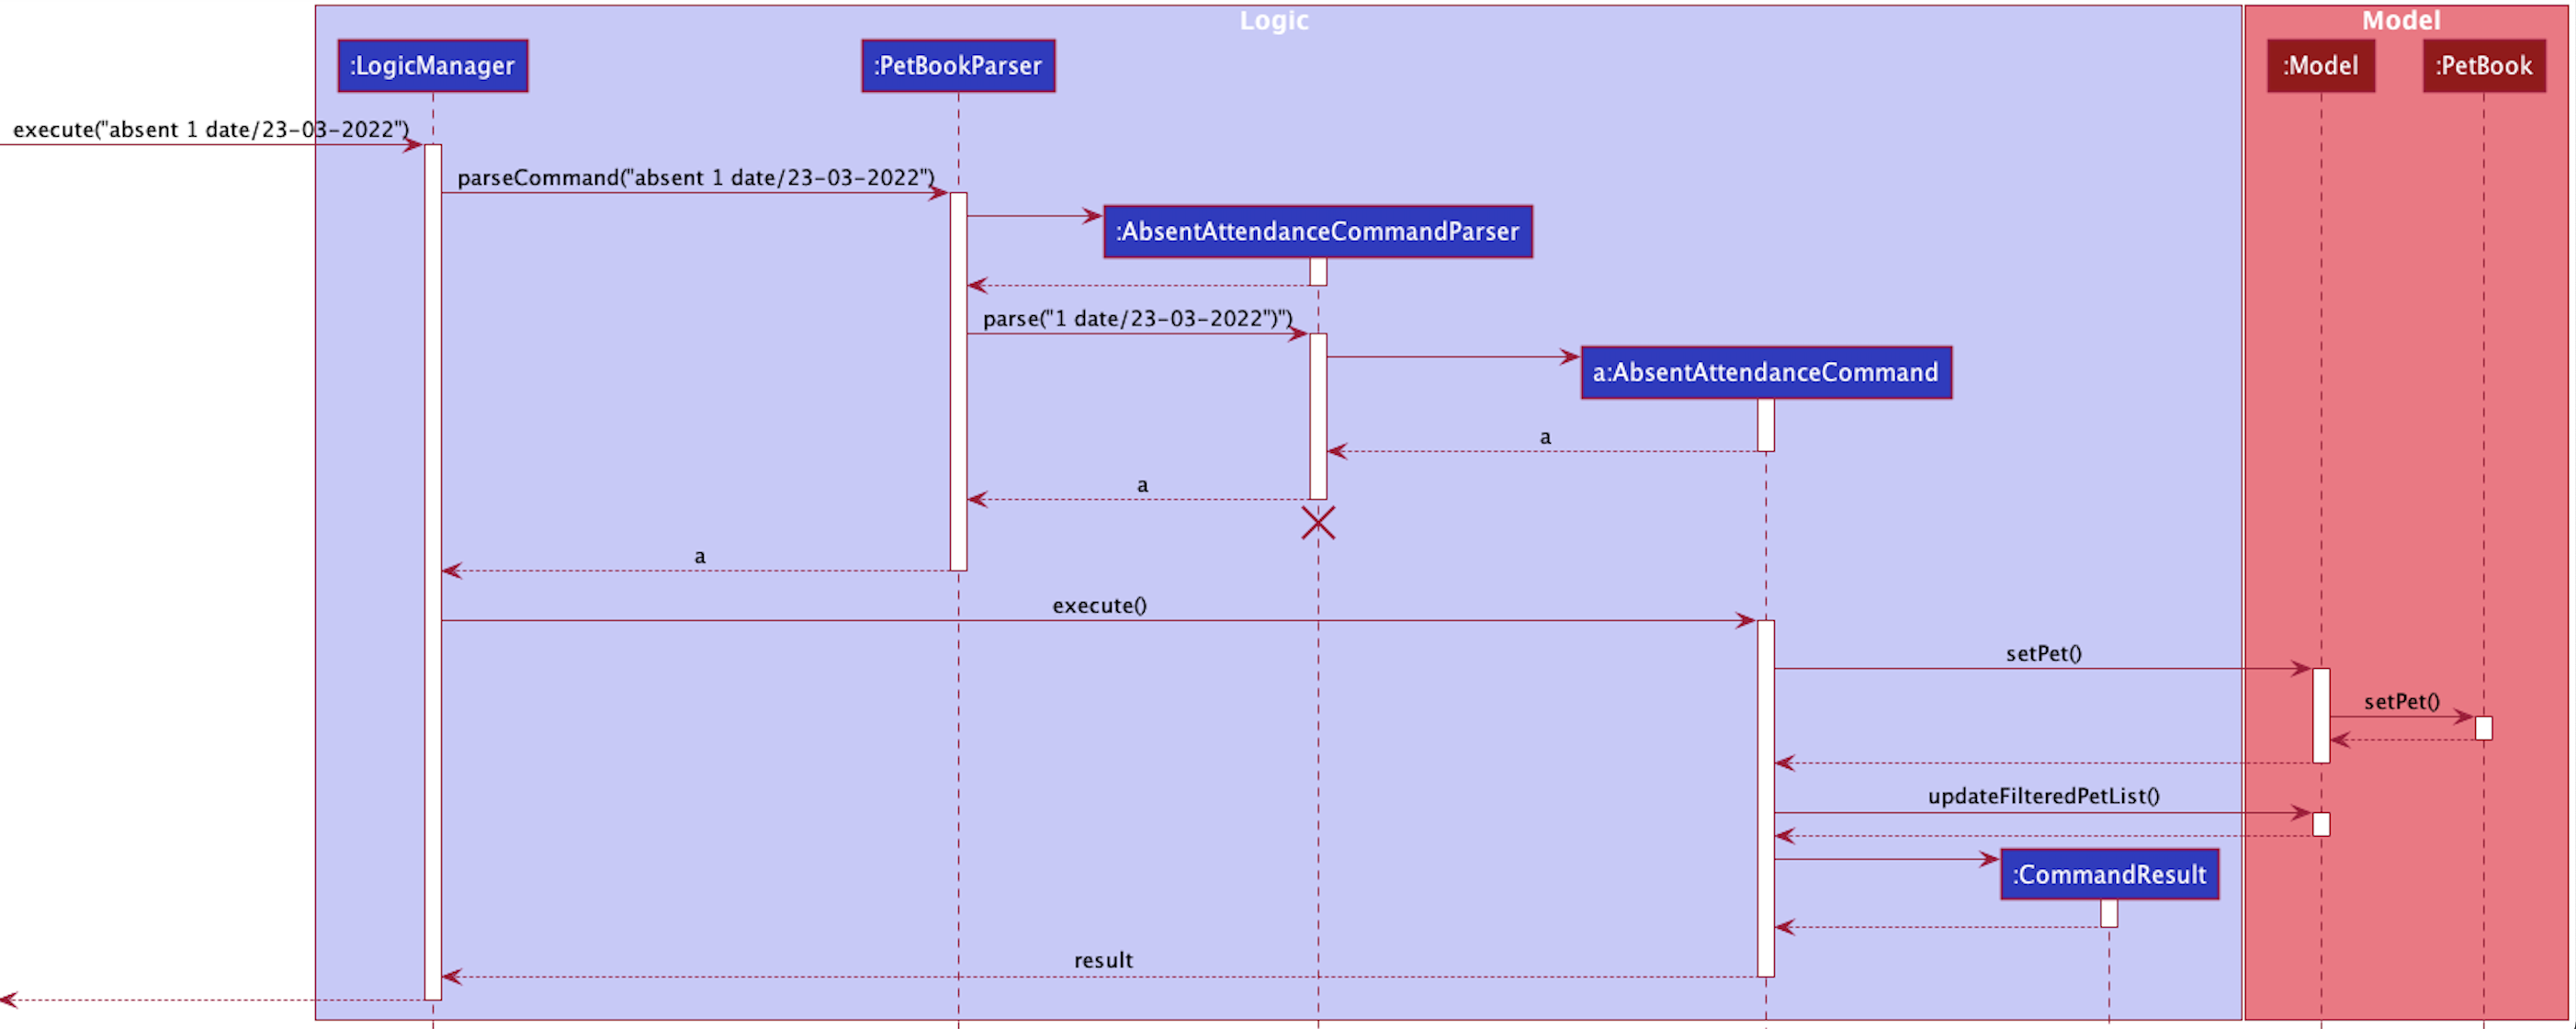 Logic
Model
:LogicManager
:PetBookParser
:Model
:PetBook
execute("absent 1 date/23-03-2022")
parseCommand("absent 1 date/23-03-2022")
:AbsentAttendanceCommandParser
parse("1 date/23-03-2022")")
a:AbsentAttendanceCommand
a
a
a
execute()
setPet()
setPet()
updateFilteredPetList()
:CommandResult
result